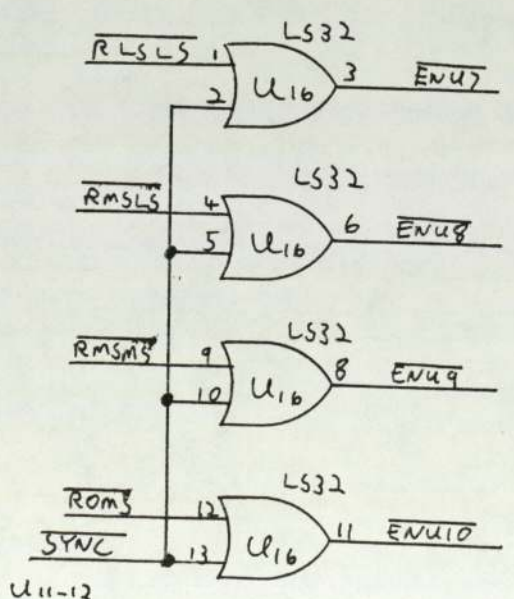 LS32
RLSLS 1
2 U16 3 ENU7
LS32
RMSLS 4
5 U16 6 ENU8
LS32
RMSMS 9
10 U16 8 ENU9
LS32
ROMS 12
SYNC 13 U16 11 ENU10
U11-12